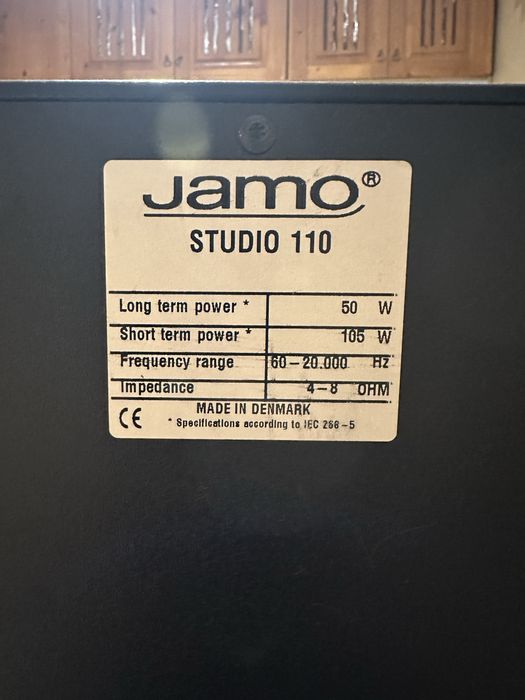 Jamo®
STUDIO 110
Long term power * 50 W
Short term power * 105 W
Frequency range 60-20.000 Hz
Impedance 4-8 OHM
CE MADE IN DENMARK
* Specifications according to IEC 268-5